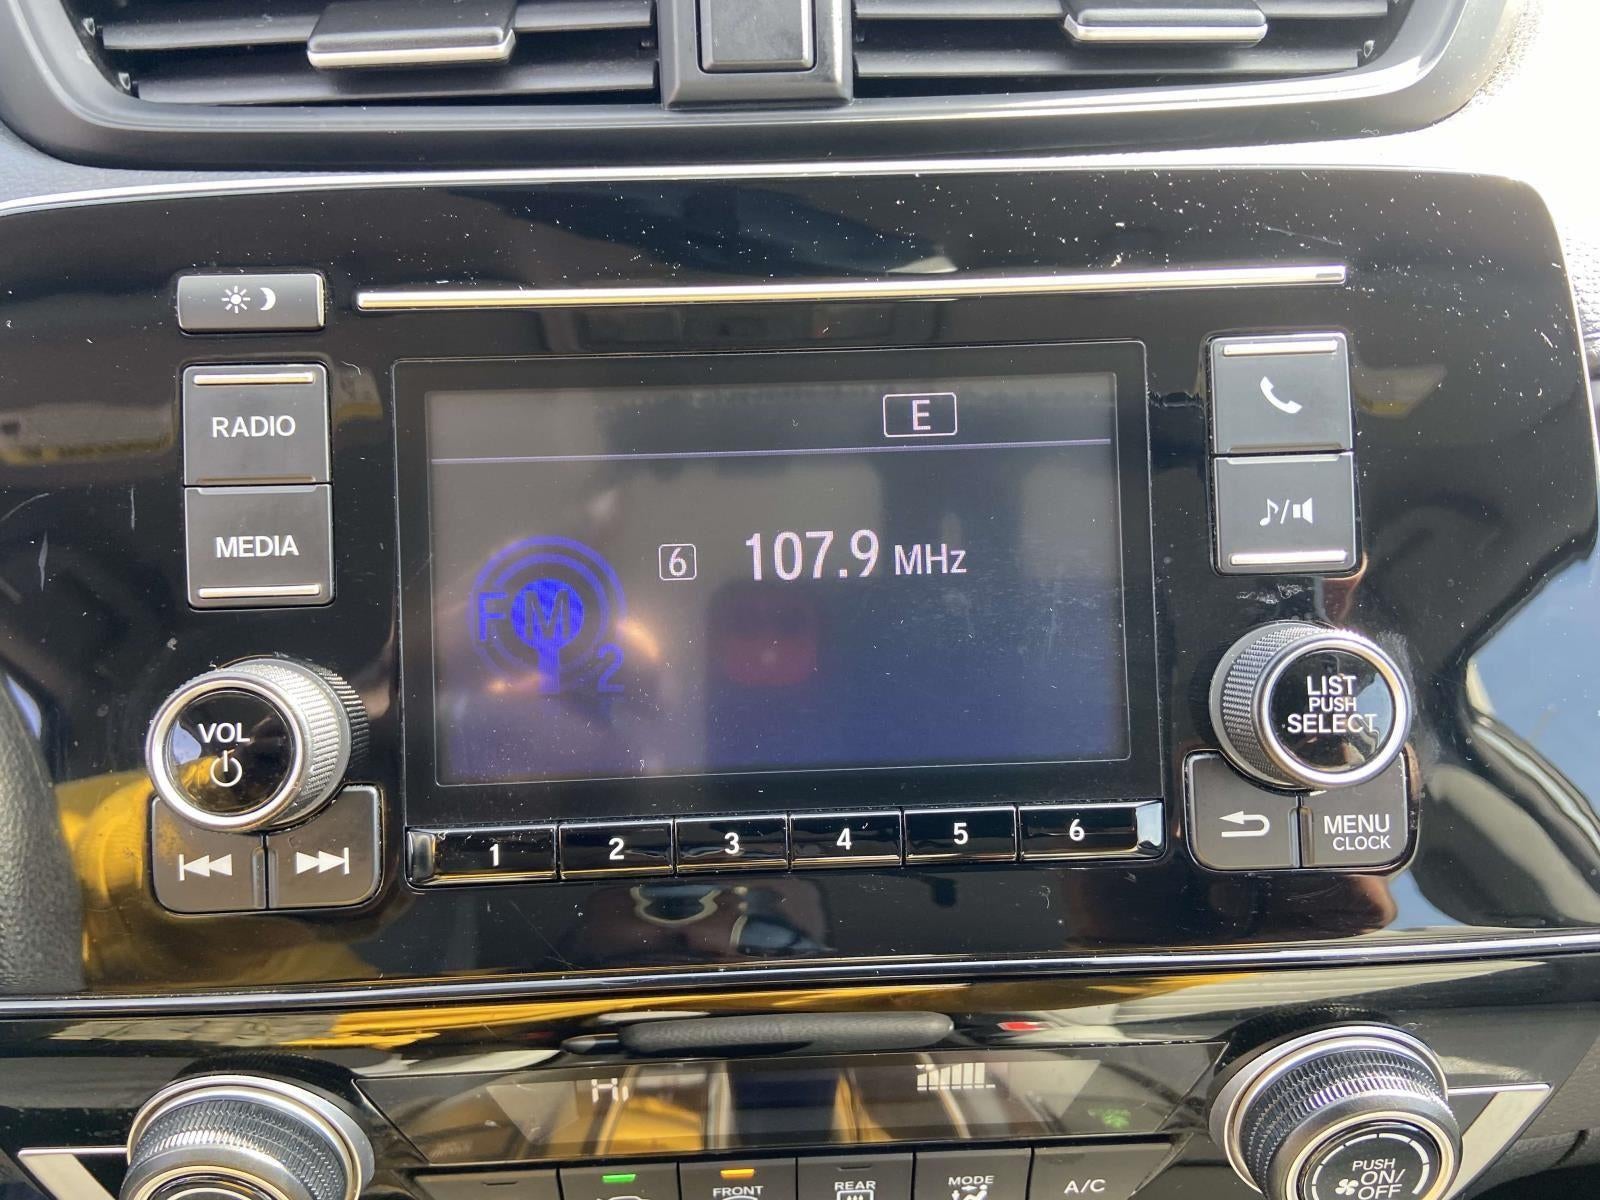 E
RADIO
MEDIA
6 107.9 MHz
FM
2
VOL
LIST
PUSH
SELECT
1 2 3 4 5 6
MENU
CLOCK
Hi
FRONT
REAR
MODE
A/C
PUSH
ON/
OFF